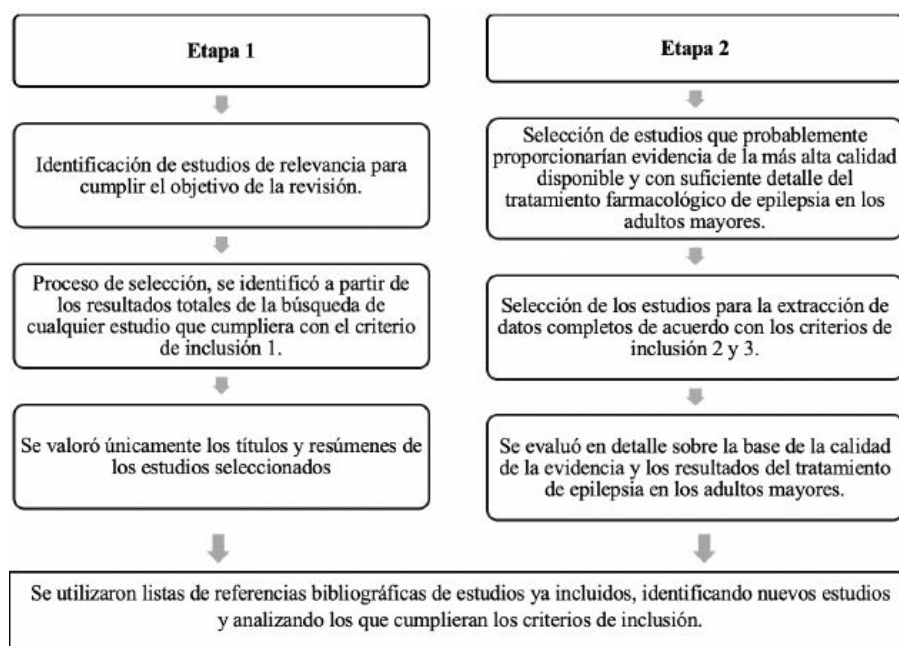 Etapa 1
Identificación de estudios de relevancia para
cumplir el objetivo de la revisión.
Proceso de selección, se identificó a partir de
los resultados totales de la búsqueda de
cualquier estudio que cumpliera con el criterio
de inclusión 1.
Se valoró únicamente los títulos y resúmenes de
los estudios seleccionados
Etapa 2
Selección de estudios que probablemente
proporcionarían evidencia de la más alta calidad
disponible y con suficiente detalle del
tratamiento farmacológico de epilepsia en los
adultos mayores.
Selección de los estudios para la extracción de
datos completos de acuerdo con los criterios de
inclusión 2 y 3.
Se evaluó en detalle sobre la base de la calidad
de la evidencia y los resultados del tratamiento
de epilepsia en los adultos mayores.
Se utilizaron listas de referencias bibliográficas de estudios ya incluidos, identificando nuevos estudios
y analizando los que cumplieran los criterios de inclusión.